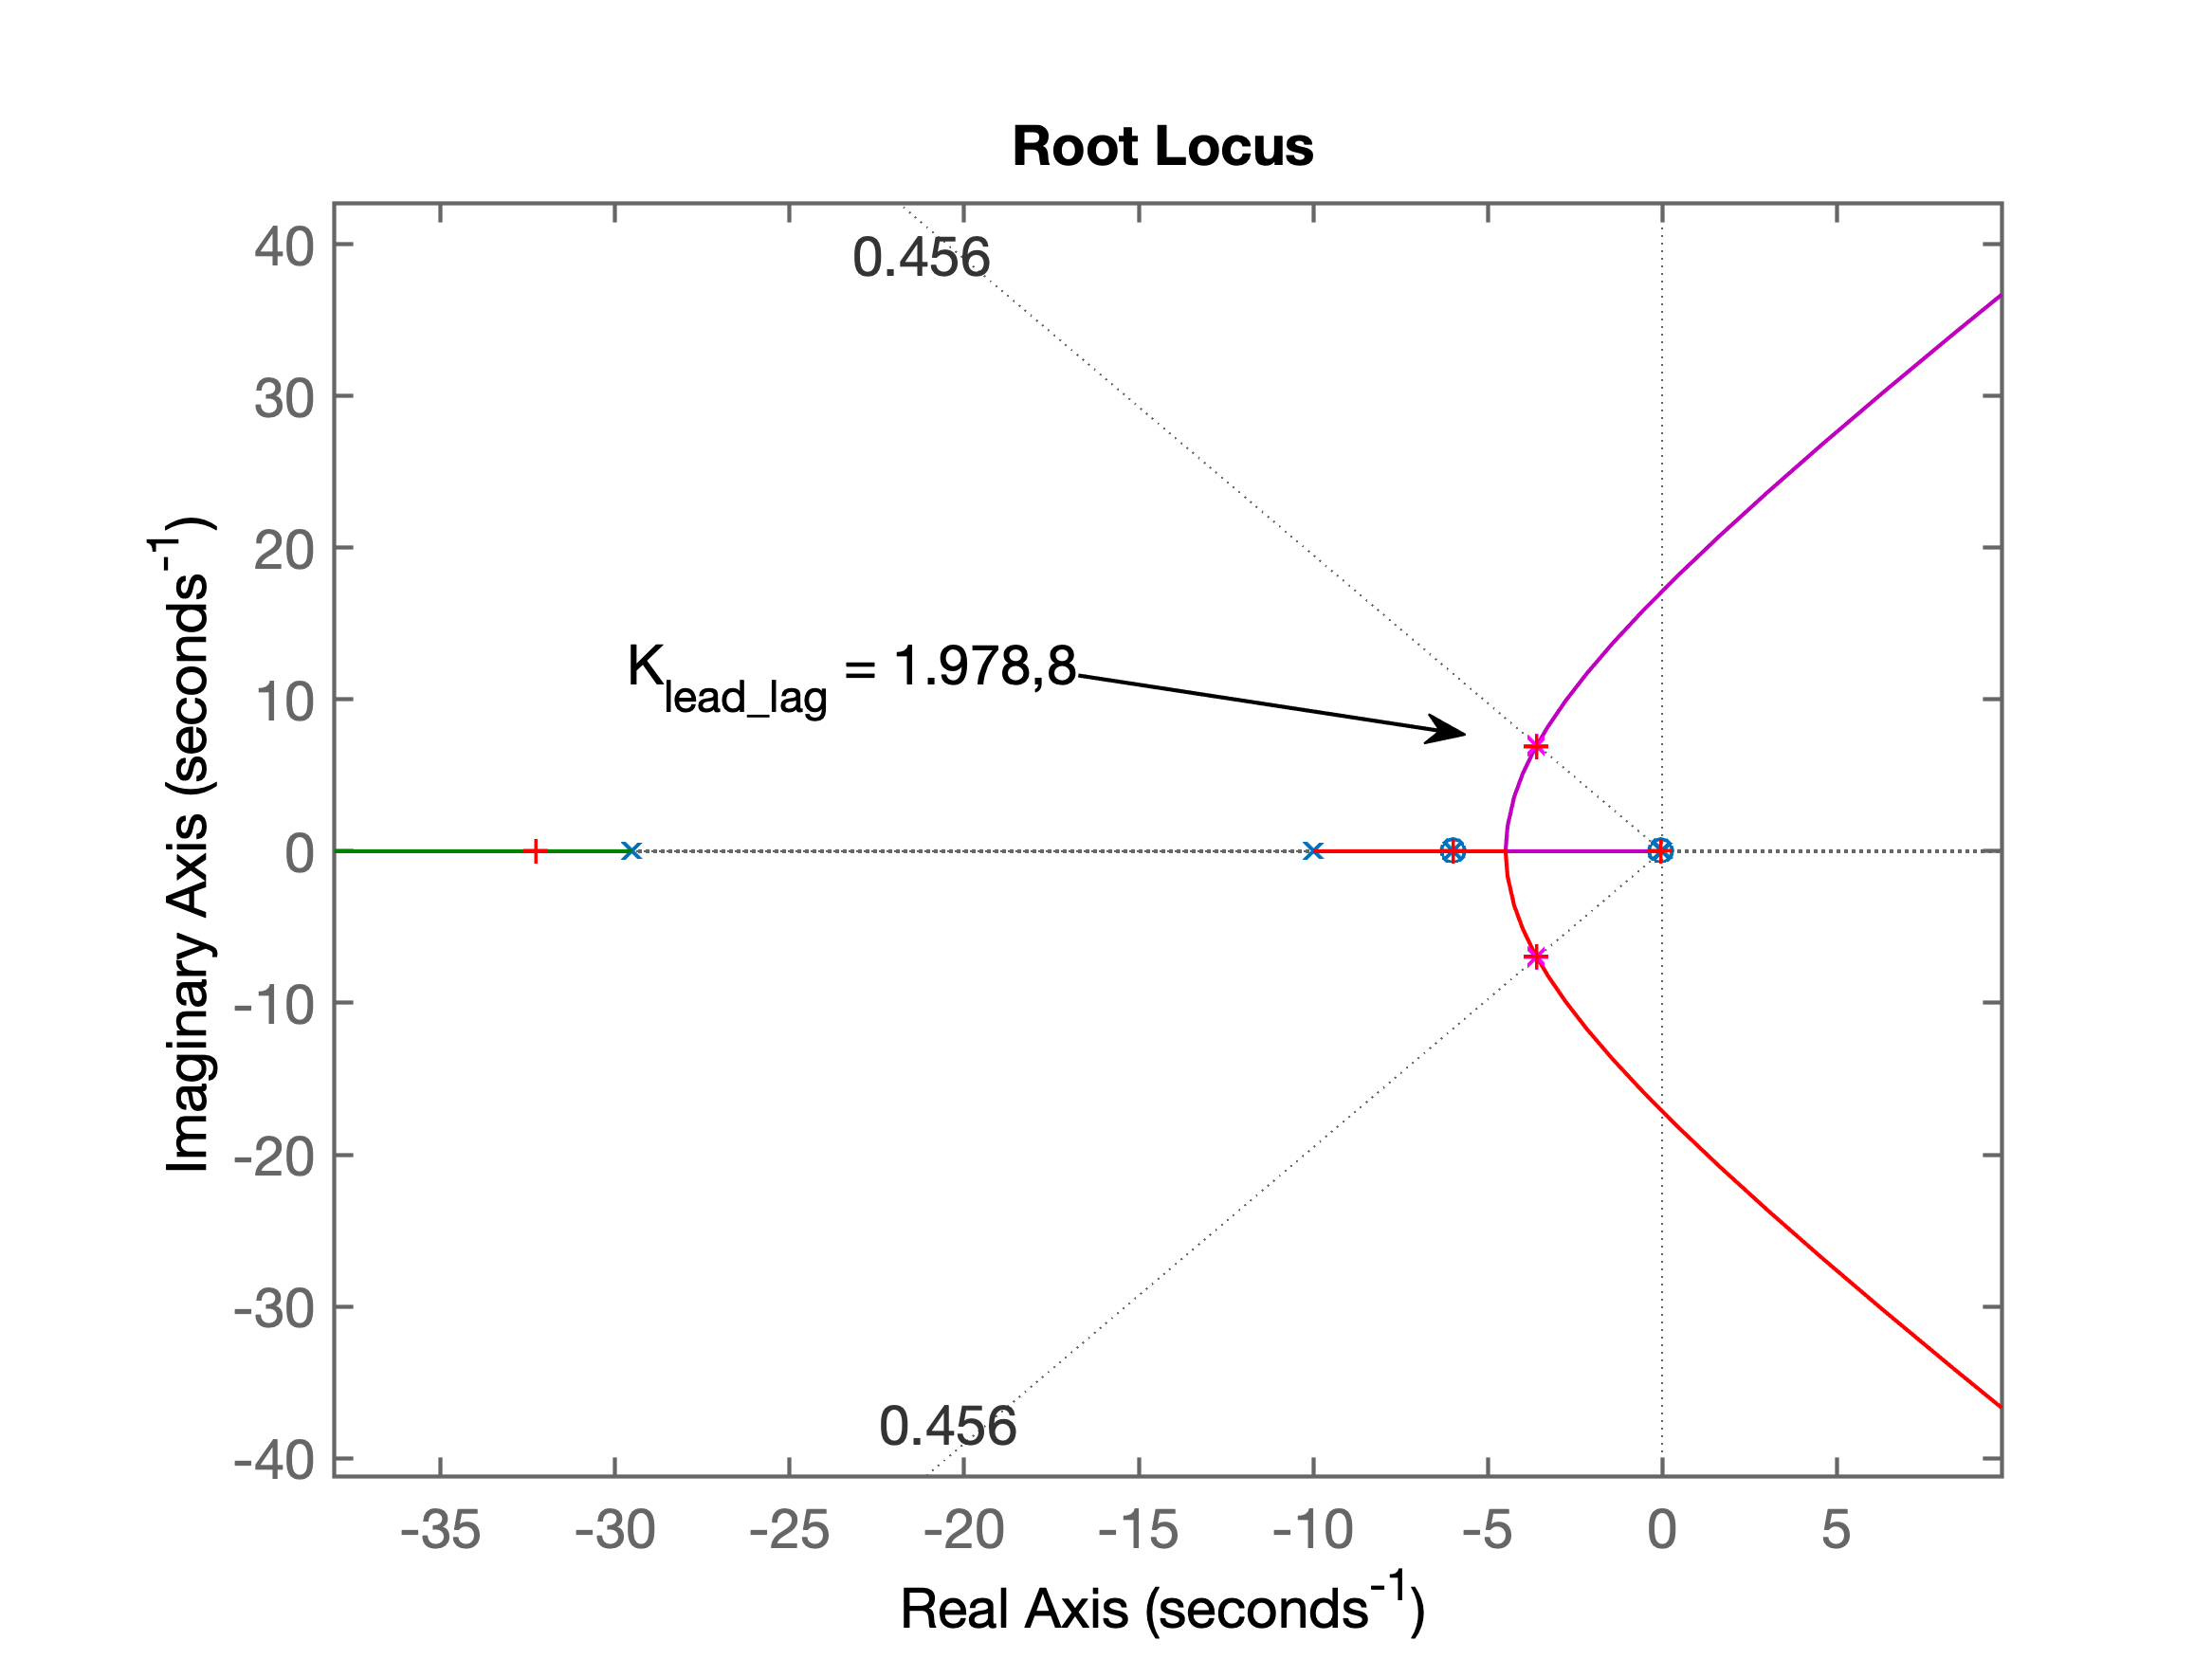 Root Locus
0.456
40
30
20
10
0
-10
-20
-30
-40
K_lead_lag = 1.978,8
0.456
-35 -30 -25 -20 -15 -10 -5 0 5
Real Axis (seconds^-1)
Imaginary Axis (seconds^-1)